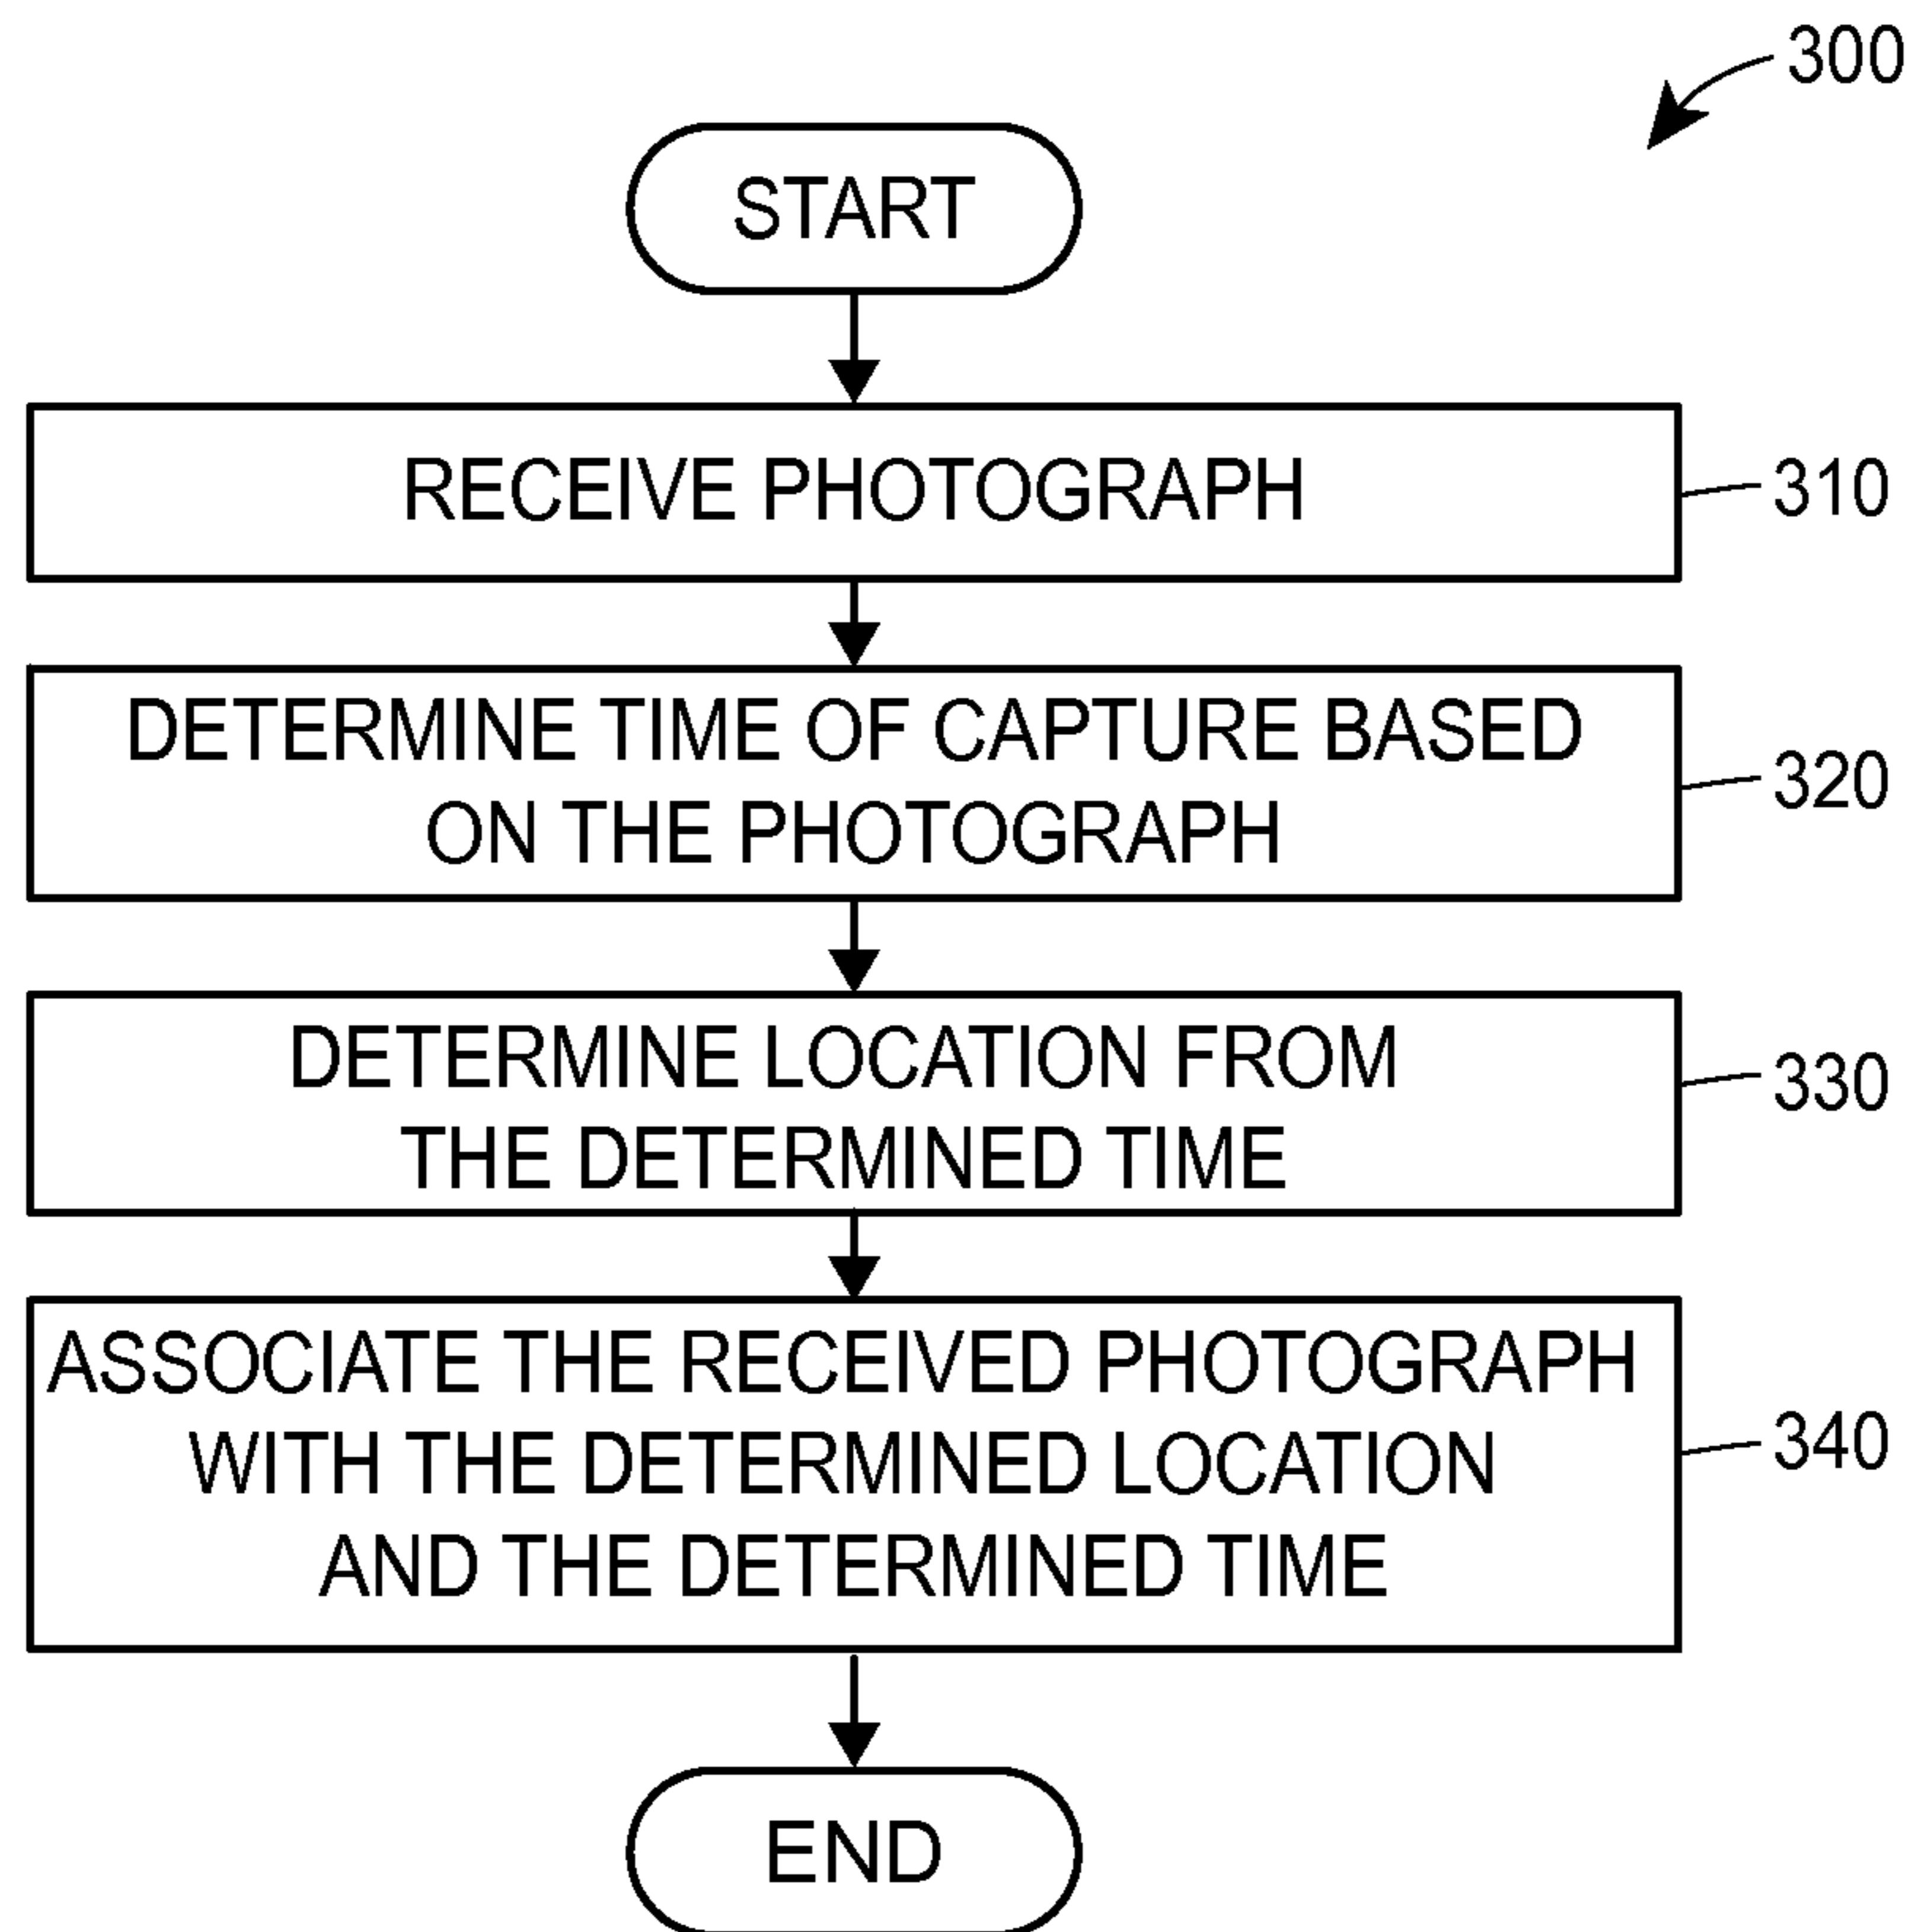 300
START
RECEIVE PHOTOGRAPH
310
DETERMINE TIME OF CAPTURE BASED
ON THE PHOTOGRAPH
320
DETERMINE LOCATION FROM
THE DETERMINED TIME
330
ASSOCIATE THE RECEIVED PHOTOGRAPH
WITH THE DETERMINED LOCATION
AND THE DETERMINED TIME
340
END